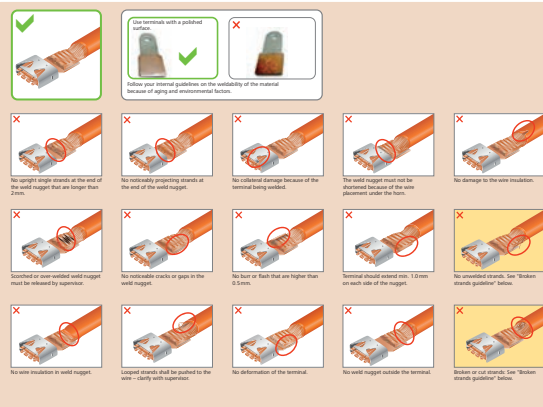 Use terminals with a polished
surface.
Follow your internal guidelines on the weldability of the material
because of aging and environmental factors.
No upright single strands at the end of
the weld nugget that are longer than
2 mm.
No noticeably projecting strands at
the end of the weld nugget.
No collateral damage because of the
terminal being welded.
The weld nugget must not be
shortened because of the wire
placement under the horn.
No damage to the wire insulation.
Scorched or over-welded weld nugget
must be released by supervisor.
No noticeable cracks or gaps in the
weld nugget.
No burr or flash that are higher than
0.5 mm.
Terminal should extend min. 1.0 mm
on each side of the nugget.
No unwelded strands. See "Broken
strands guideline" below.
No wire insulation in weld nugget.
Looped strands shall be pushed to the
wire – clarify with supervisor.
No deformation of the terminal.
No weld nugget outside the terminal.
Broken or cut strands: See "Broken
strands guideline" below.